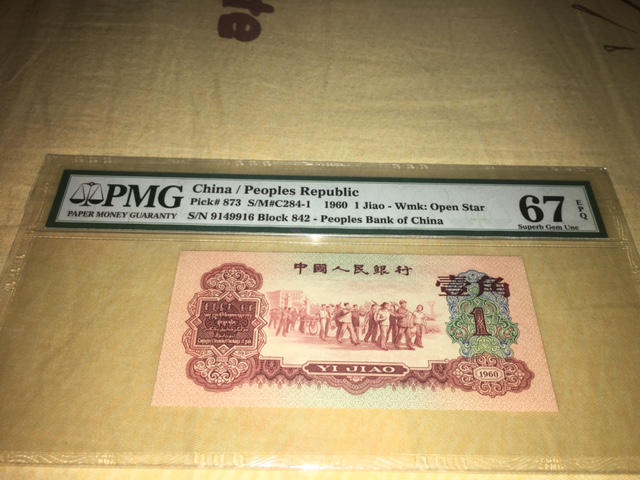 te
PMG
PAPER MONEY GUARANTY
China / Peoples Republic
Pick# 873 S/M#C284-1 1960 1 Jiao - Wmk: Open Star
S/N 9149916 Block 842 - Peoples Bank of China
67 EPQ
Superb Gem Unc
中國人民銀行
壹角
1
YI JIAO
1960